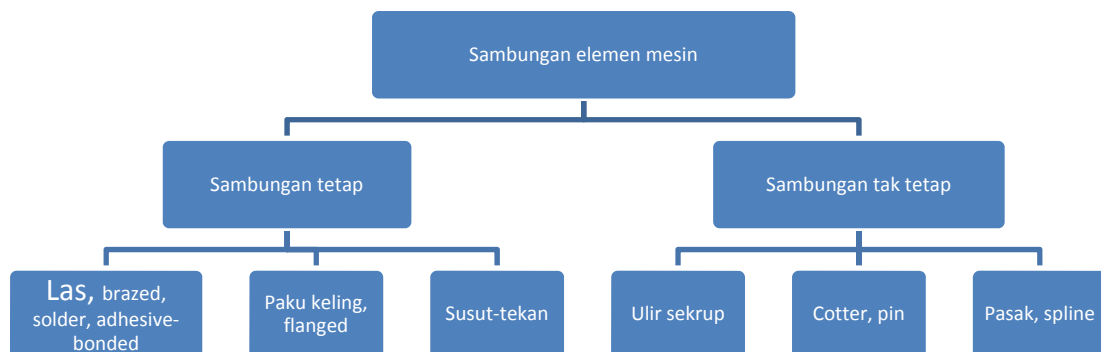 Sambungan elemen mesin
Sambungan tetap
Sambungan tak tetap
Las, brazed,
solder, adhesive-
bonded
Paku keling,
flanged
Susut-tekan
Ulir sekrup
Cotter, pin
Pasak, spline